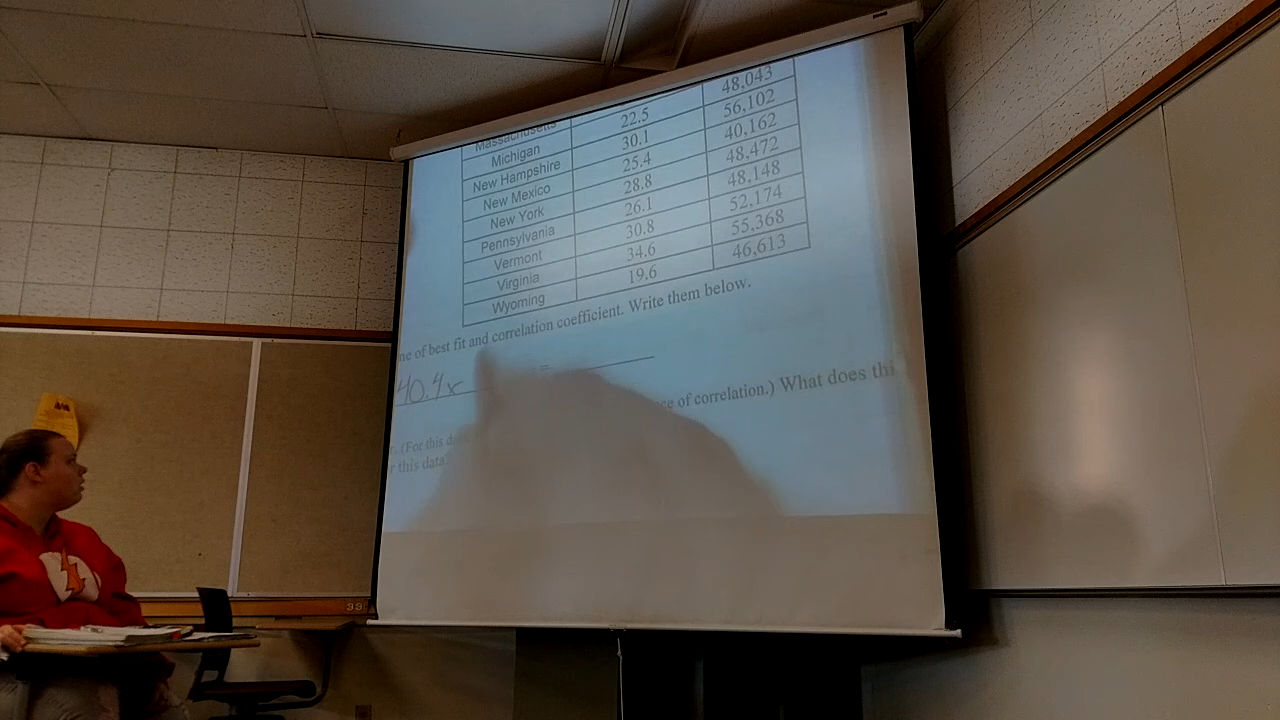 Massachusetts
Michigan 22.5 48,043
New Hampshire 30.1 56,102
New Mexico 25.4 40,162
New York 28.8 48,472
Pennsylvania 26.1 48,148
Vermont 30.8 52,174
Virginia 34.6 55,368
Wyoming 19.6 46,613
ne of best fit and correlation coefficient. Write them below.
40.4x =
ce of correlation.) What does thi
. (For this d
r this data
33